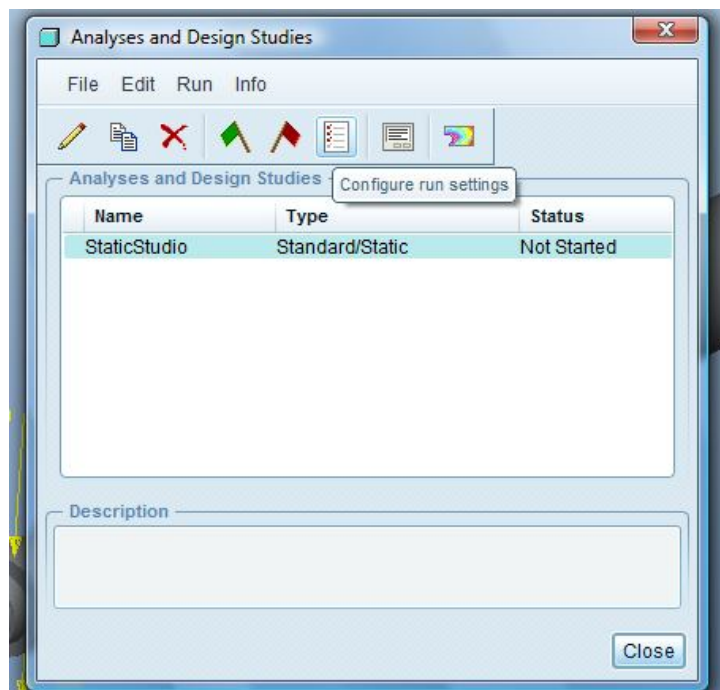 Analyses and Design Studies
File Edit Run Info
Analyses and Design Studies
Configure run settings
Name Type Status
StaticStudio Standard/Static Not Started
Description
Close